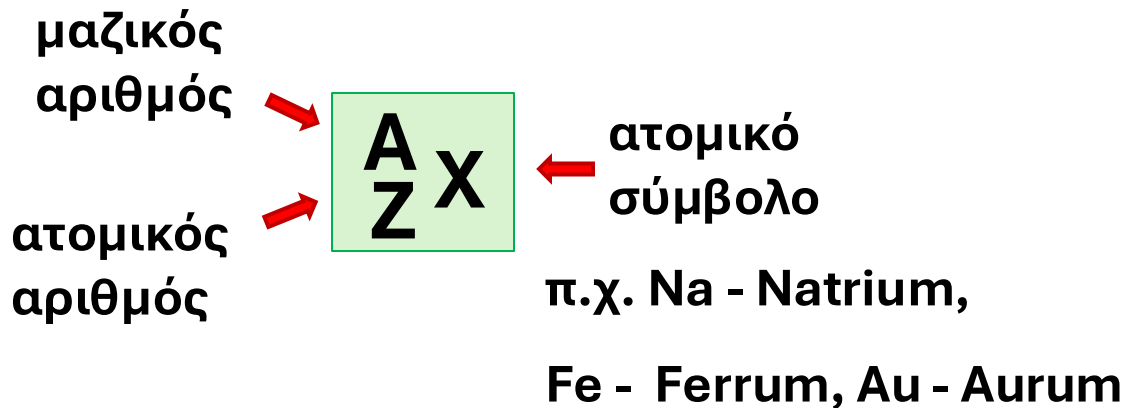 μαζικός
αριθμός
A
Z X
ατομικό
σύμβολο
ατομικός
αριθμός
π.χ. Na - Natrium,
Fe - Ferrum, Au - Aurum